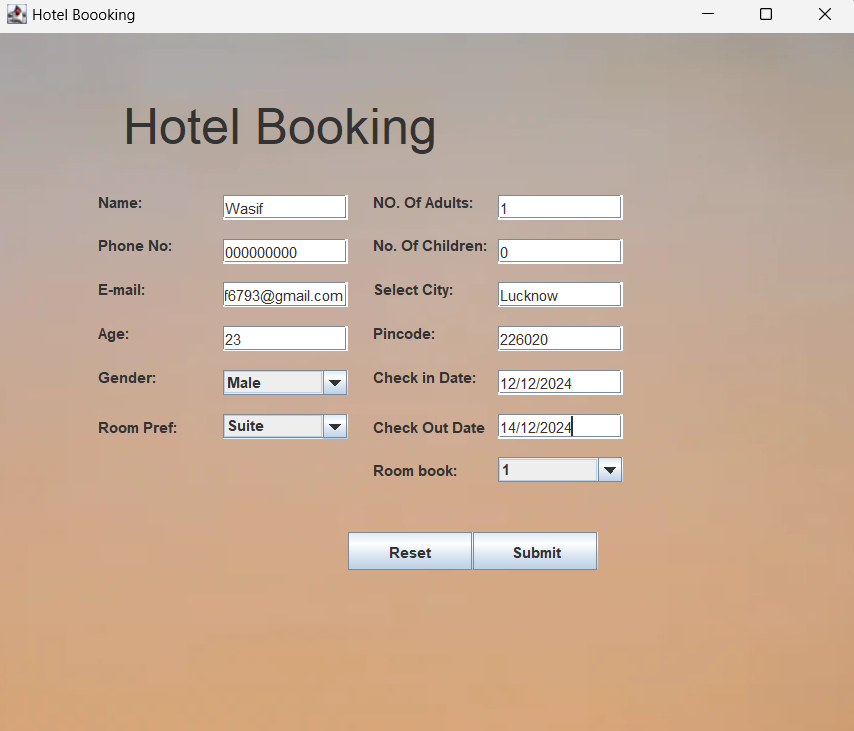 Hotel Boooking
Hotel Booking
Name: Wasif NO. Of Adults: 1
Phone No: 000000000 No. Of Children: 0
E-mail: f6793@gmail.com Select City: Lucknow
Age: 23 Pincode: 226020
Gender: Male Check in Date: 12/12/2024
Room Pref: Suite Check Out Date 14/12/2024
Room book: 1
Reset Submit